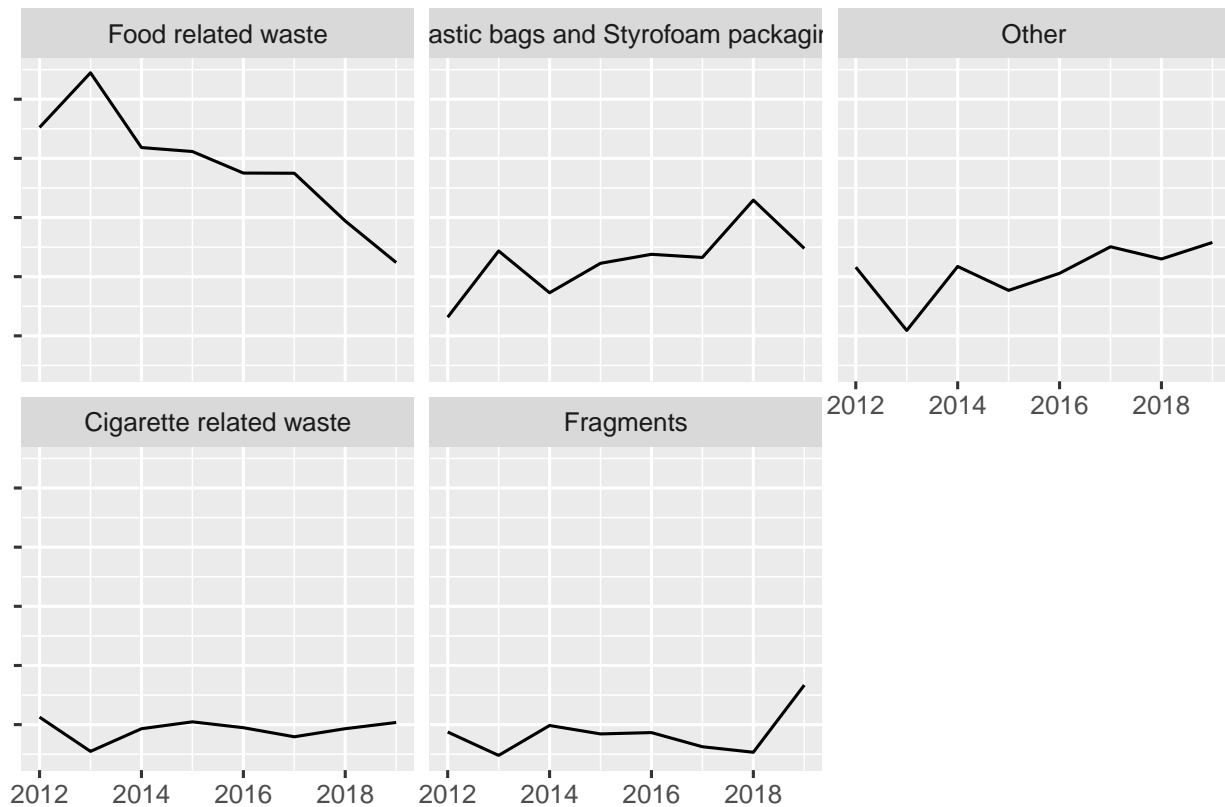 Food related waste
astic bags and Styrofoam packagin
Other
2012 2014 2016 2018
Cigarette related waste
Fragments
2012 2014 2016 2018
2012 2014 2016 2018